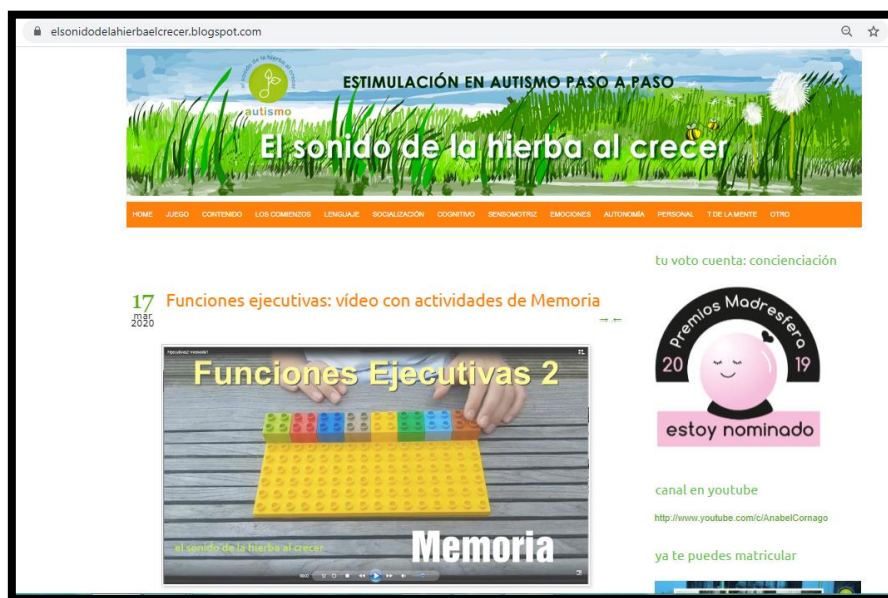 elsonidodelahierbaelcrecer.blogspot.com
el sonido de la hierba al crecer
autismo
ESTIMULACIÓN EN AUTISMO PASO A PASO
El sonido de la hierba al crecer
HOME JUEGO CONTENIDO LOS COMIENZOS LENGUAJE SOCIALIZACIÓN COGNITIVO SENSOMOTRIZ EMOCIONES AUTONOMÍA PERSONAL T DE LA MENTE OTRO
17
mar
2020
Funciones ejecutivas: vídeo con actividades de Memoria
Funciones Ejecutivas 2
el sonido de la hierba al crecer
Memoria
tu voto cuenta: concienciación
Premios Madresfera
20 19
estoy nominado
canal en youtube
http://www.youtube.com/c/AnabelCornago
ya te puedes matricular